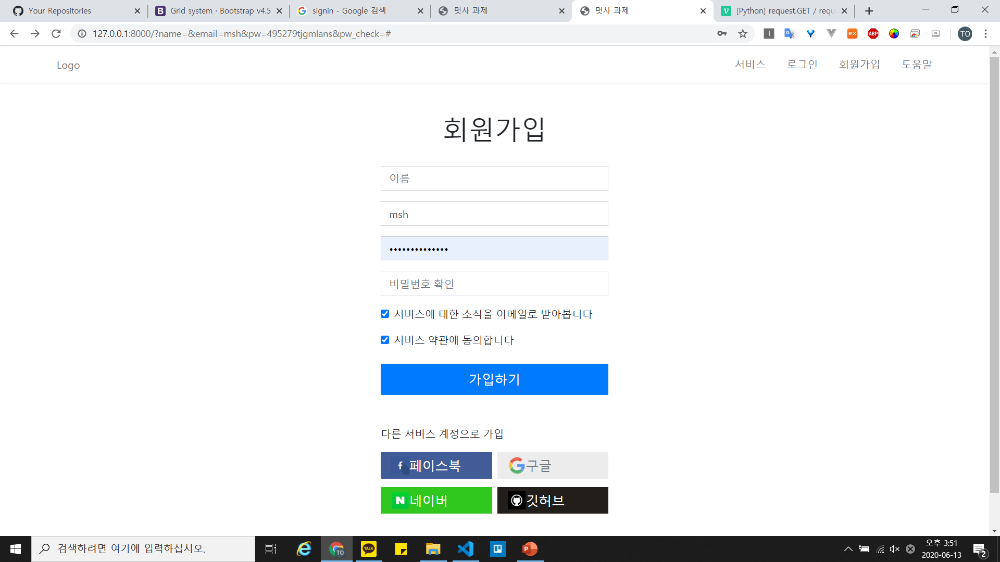 Your Repositories
Grid system · Bootstrap v4.5
signin - Google 검색
멋사 과제
멋사 과제
[Python] request.GET / requ
127.0.0.1:8000/?name=&email=msh&pw=495279tjgmlans&pw_check=#
EX
ABP
TO
Logo
서비스
로그인
회원가입
도움말
회원가입
이름
msh
••••••••••••••
비밀번호 확인
서비스에 대한 소식을 이메일로 받아봅니다
서비스 약관에 동의합니다
가입하기
다른 서비스 계정으로 가입
페이스북
구글
네이버
깃허브
검색하려면 여기에 입력하십시오.
TO
TALK
오후 3:51
2020-06-13
2